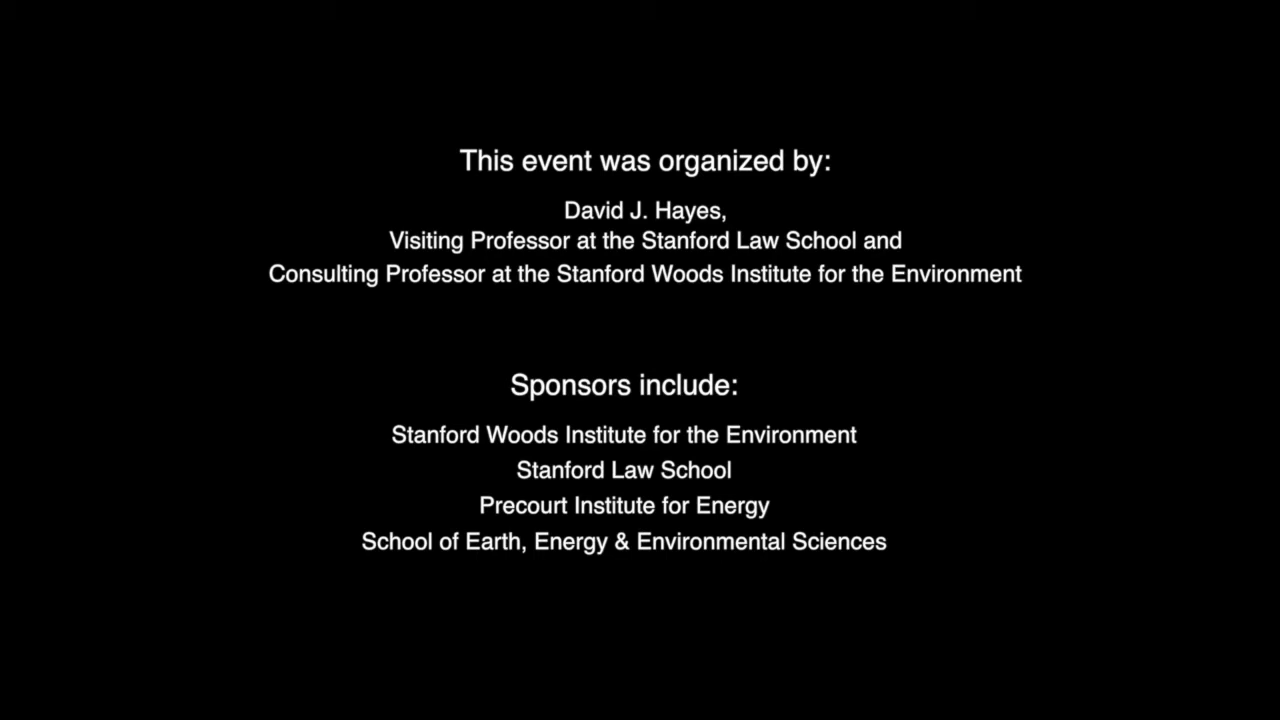 This event was organized by:
David J. Hayes,
Visiting Professor at the Stanford Law School and
Consulting Professor at the Stanford Woods Institute for the Environment
Sponsors include:
Stanford Woods Institute for the Environment
Stanford Law School
Precourt Institute for Energy
School of Earth, Energy & Environmental Sciences